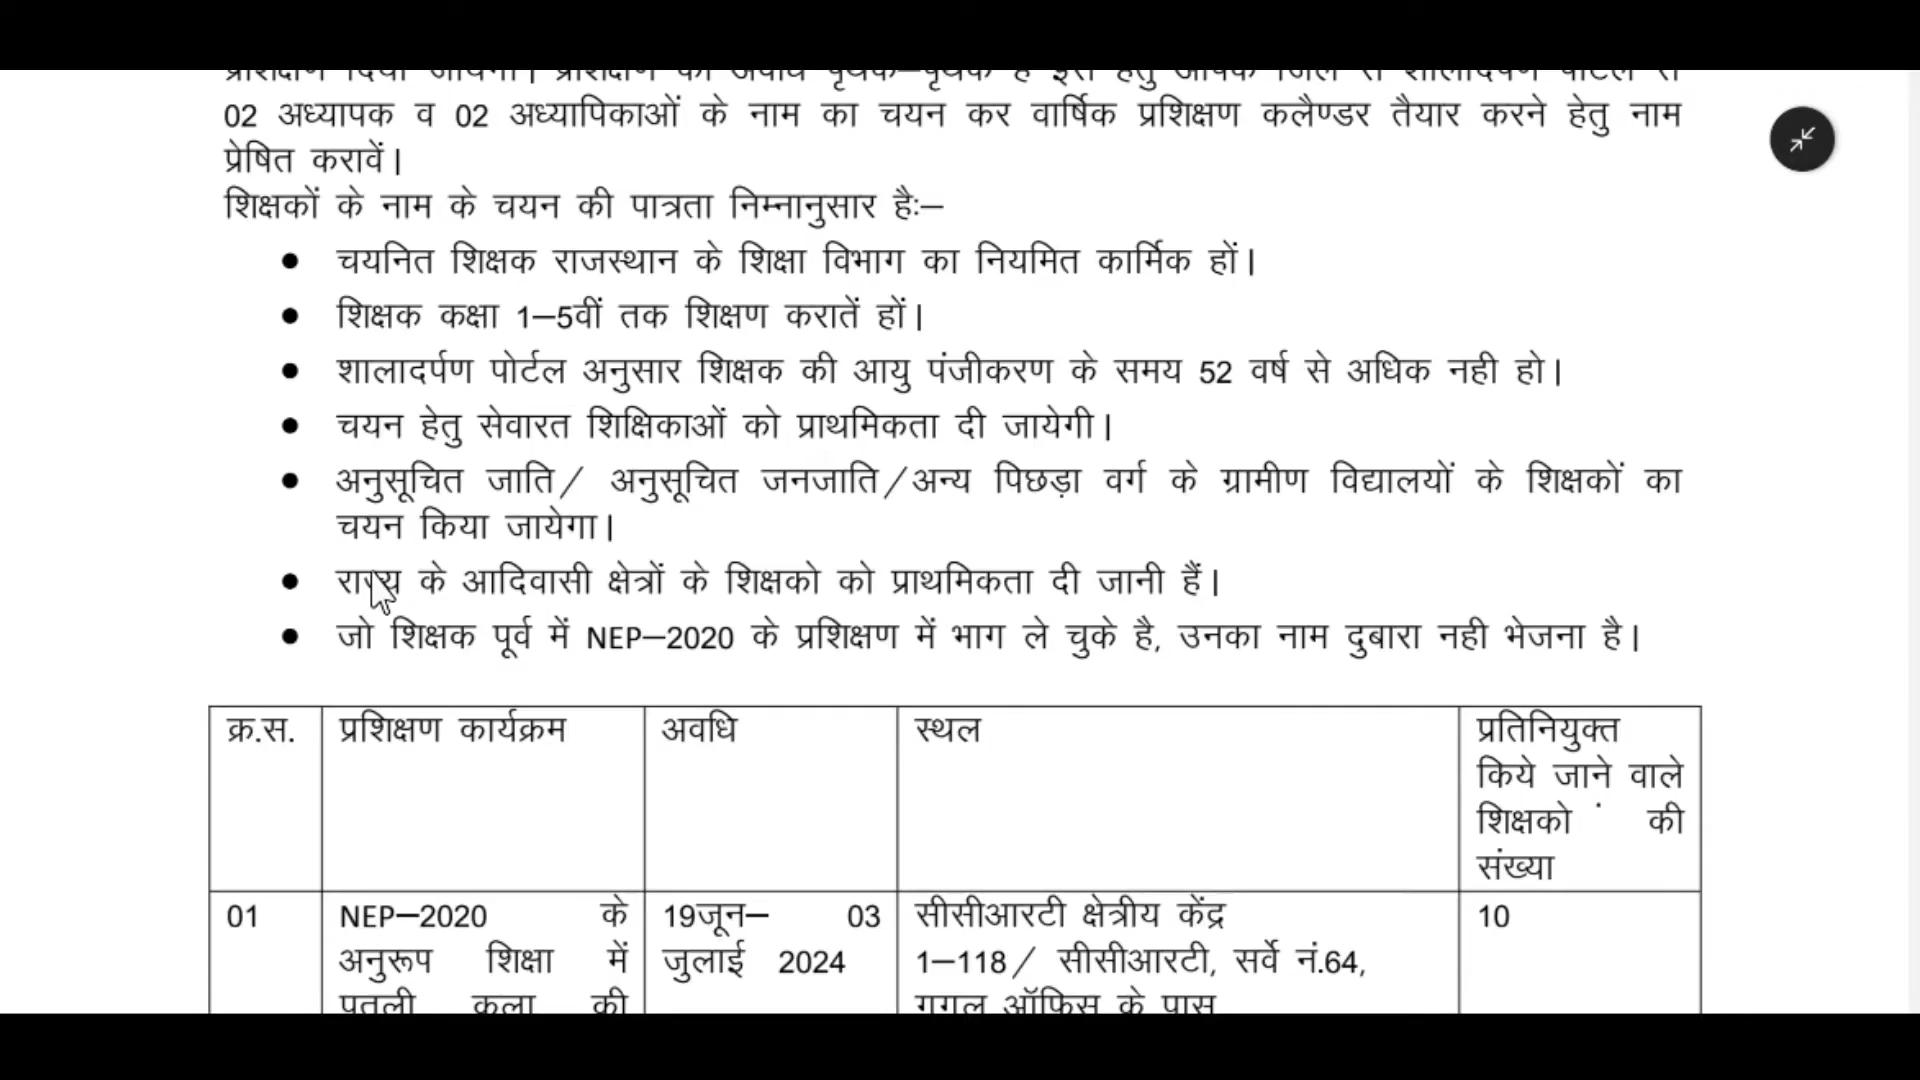 02 अध्यापक व 02 अध्यापिकाओं के नाम का चयन कर वार्षिक प्रशिक्षण कलैण्डर तैयार करने हेतु नाम
प्रेषित करावें।
शिक्षकों के नाम के चयन की पात्रता निम्नानुसार हैः—
● चयनित शिक्षक राजस्थान के शिक्षा विभाग का नियमित कार्मिक हों।
● शिक्षक कक्षा 1—5वीं तक शिक्षण करातें हों।
● शालादर्पण पोर्टल अनुसार शिक्षक की आयु पंजीकरण के समय 52 वर्ष से अधिक नही हो।
● चयन हेतु सेवारत शिक्षिकाओं को प्राथमिकता दी जायेगी।
● अनुसूचित जाति/ अनुसूचित जनजाति/अन्य पिछड़ा वर्ग के ग्रामीण विद्यालयों के शिक्षकों का
चयन किया जायेगा।
● राज्य के आदिवासी क्षेत्रों के शिक्षको को प्राथमिकता दी जानी हैं।
● जो शिक्षक पूर्व में NEP—2020 के प्रशिक्षण में भाग ले चुके है, उनका नाम दुबारा नही भेजना है।
क्र.स. प्रशिक्षण कार्यक्रम अवधि स्थल प्रतिनियुक्त
किये जाने वाले
शिक्षको ं की
संख्या
01 NEP—2020 के 19जून— 03 सीसीआरटी क्षेत्रीय केंद्र 10
अनुरूप शिक्षा में जुलाई 2024 1—118/ सीसीआरटी, सर्वे नं.64,
पुतली कला की गूगल ऑफिस के पास